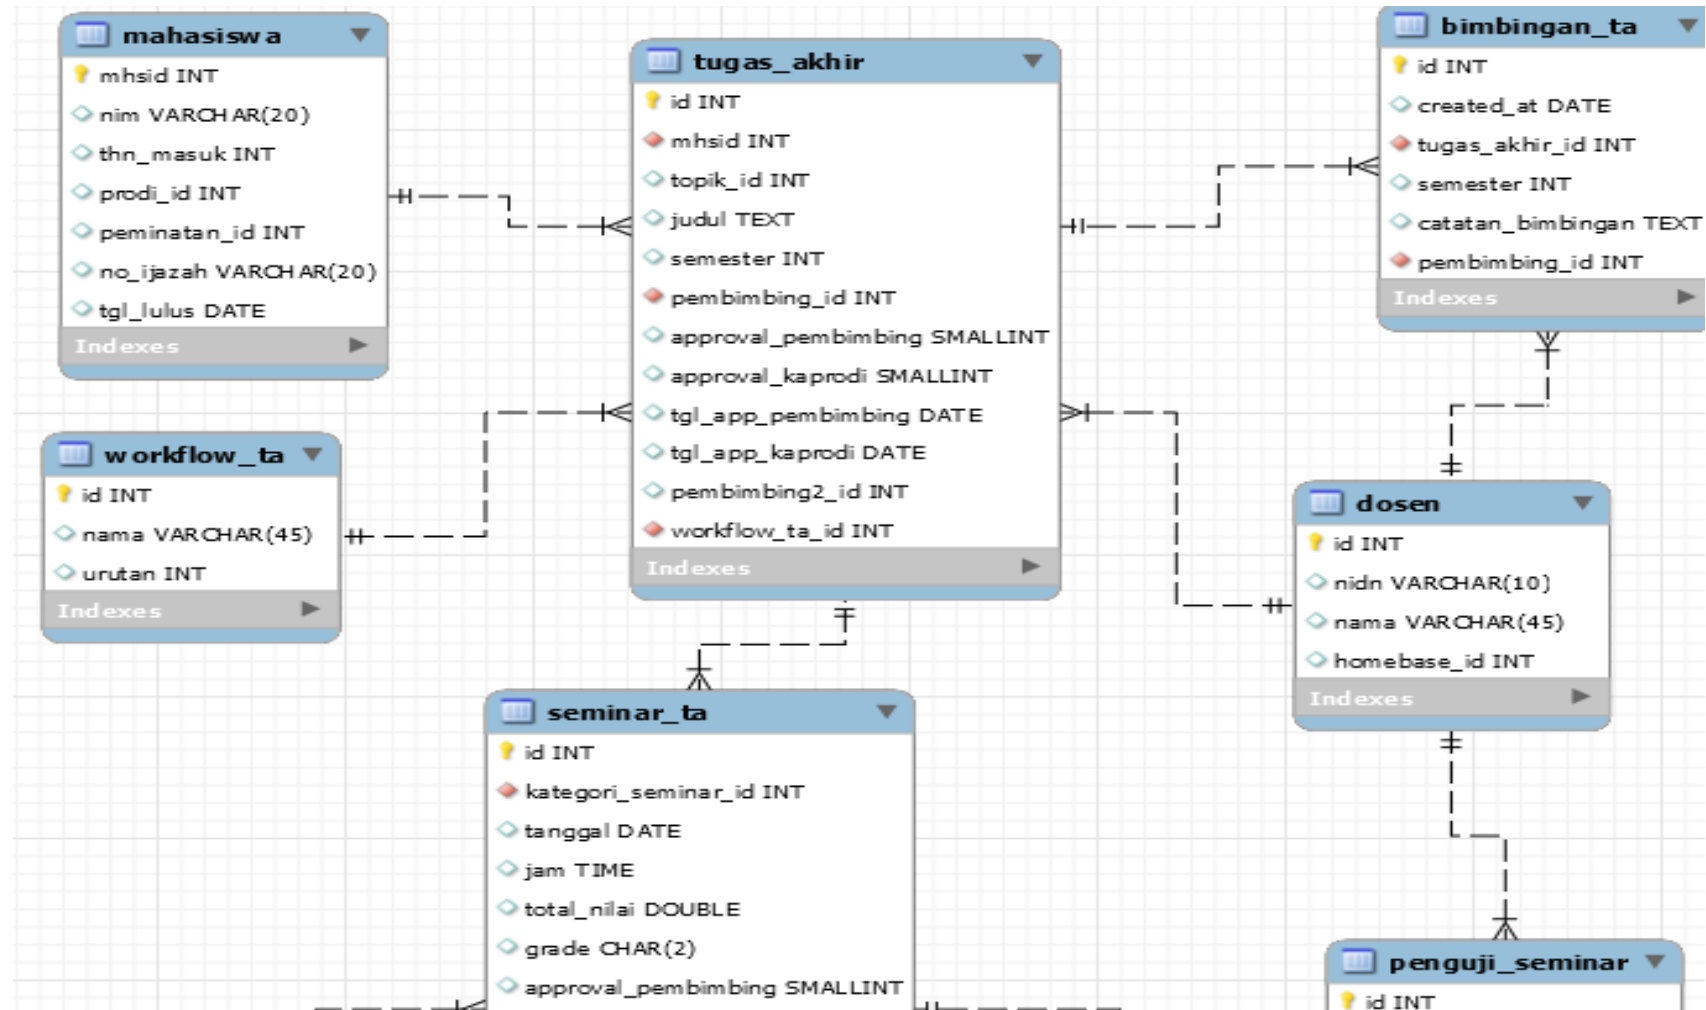 mahasiswa
mhsid INT
nim VARCHAR(20)
thn_masuk INT
prodi_id INT
peminatan_id INT
no_ijazah VARCHAR(20)
tgl_lulus DATE
Indexes
workflow_ta
id INT
nama VARCHAR(45)
urutan INT
Indexes
tugas_akhir
id INT
mhsid INT
topik_id INT
judul TEXT
semester INT
pembimbing_id INT
approval_pembimbing SMALLINT
approval_kaprodi SMALLINT
tgl_app_pembimbing DATE
tgl_app_kaprodi DATE
pembimbing2_id INT
workflow_ta_id INT
Indexes
seminar_ta
id INT
kategori_seminar_id INT
tanggal DATE
jam TIME
total_nilai DOUBLE
grade CHAR(2)
approval_pembimbing SMALLINT
bimbingan_ta
id INT
created_at DATE
tugas_akhir_id INT
semester INT
catatan_bimbingan TEXT
pembimbing_id INT
Indexes
dosen
id INT
nidn VARCHAR(10)
nama VARCHAR(45)
homebase_id INT
Indexes
penguji_seminar
id INT